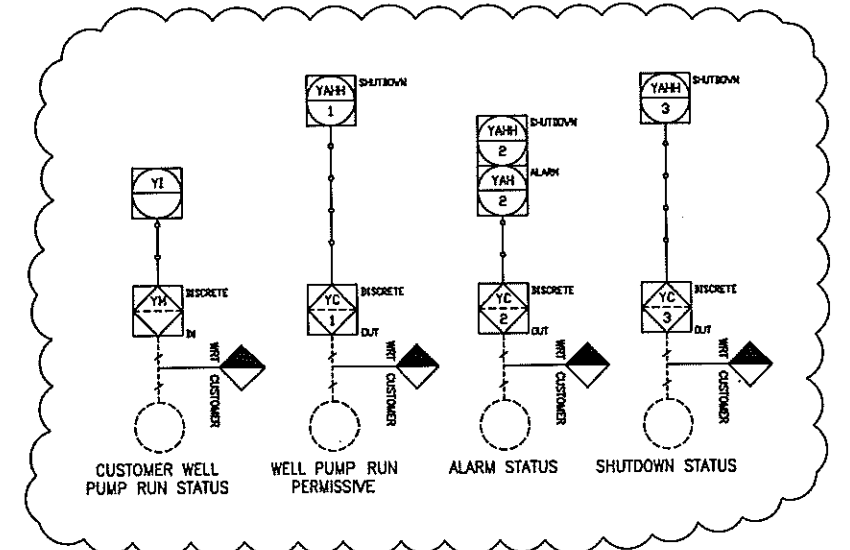 YI
YH
DISCRETE
IN
WRT
CUSTOMER
CUSTOMER WELL
PUMP RUN STATUS
YAHH
1
SHUTDOWN
YC
1
DISCRETE
OUT
WRT
CUSTOMER
WELL PUMP RUN
PERMISSIVE
YAHH
2
SHUTDOWN
YAH
2
ALARM
YC
2
DISCRETE
OUT
WRT
CUSTOMER
ALARM STATUS
YAHH
3
SHUTDOWN
YC
3
DISCRETE
OUT
WRT
CUSTOMER
SHUTDOWN STATUS